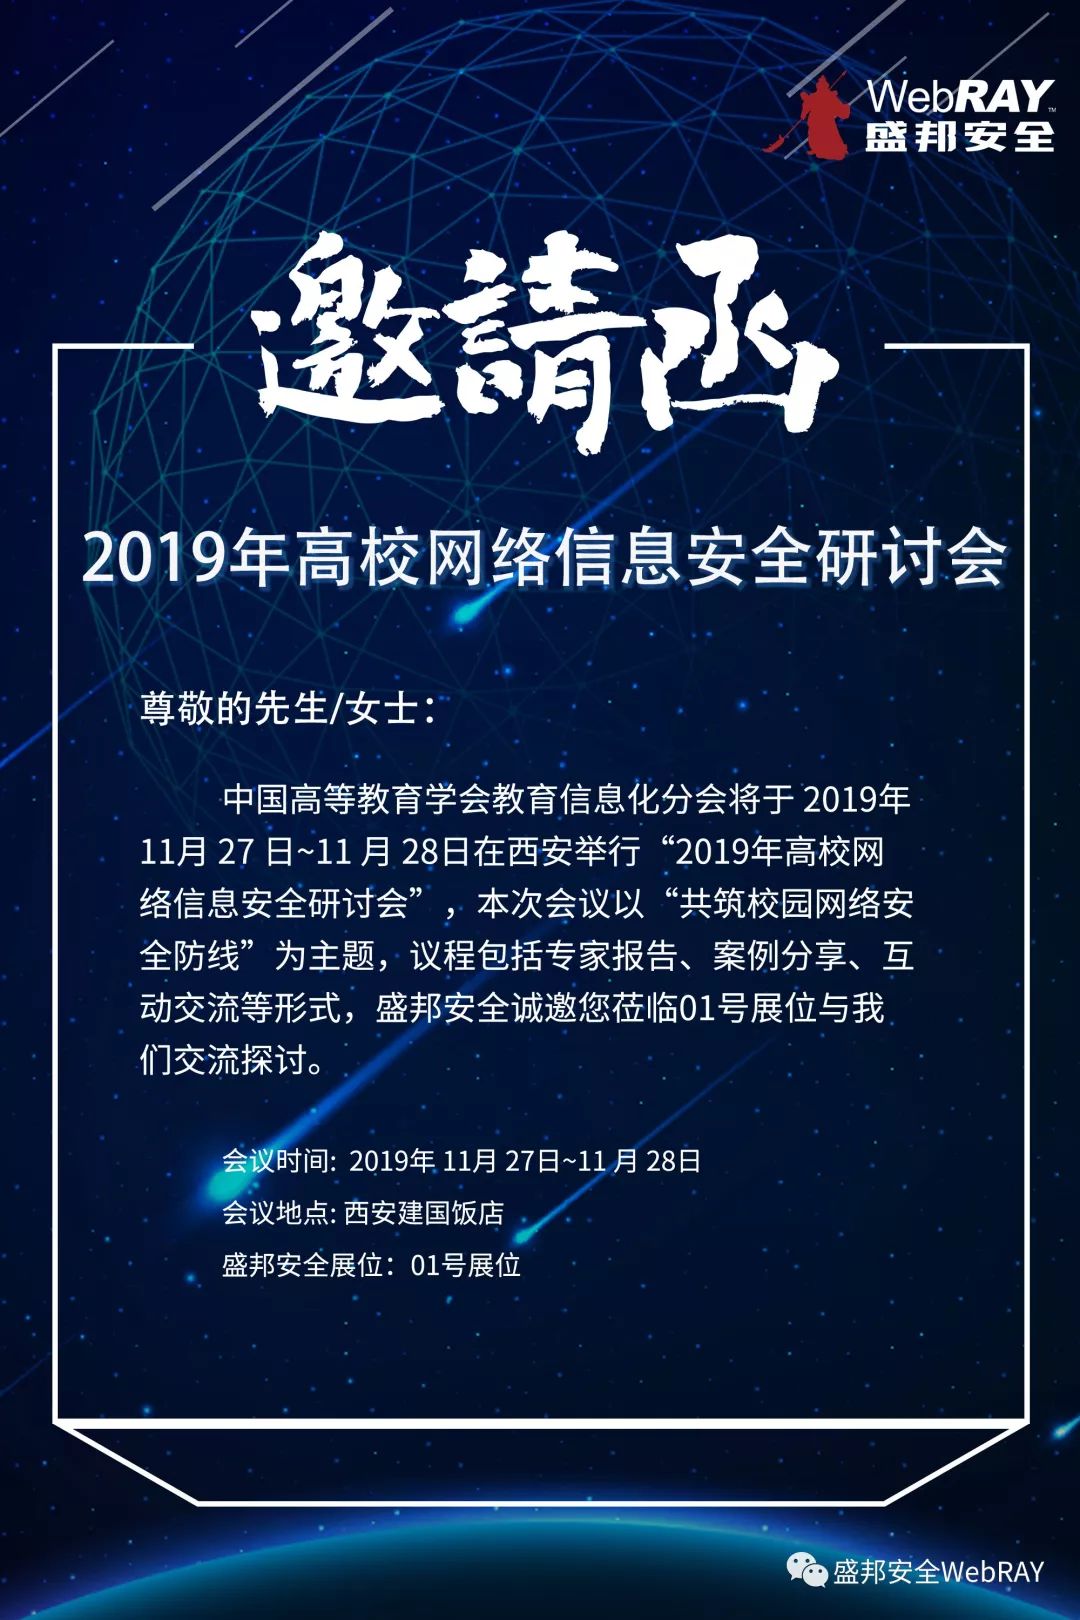 WebRAY™
盛邦安全
邀請函
2019年高校网络信息安全研讨会
尊敬的先生/女士：
中国高等教育学会教育信息化分会将于 2019年
11月 27 日~11 月 28日在西安举行“2019年高校网
络信息安全研讨会”，本次会议以“共筑校园网络安
全防线”为主题，议程包括专家报告、案例分享、互
动交流等形式，盛邦安全诚邀您莅临01号展位与我
们交流探讨。
会议时间: 2019年 11月 27日~11 月 28日
会议地点: 西安建国饭店
盛邦安全展位：01号展位
盛邦安全WebRAY